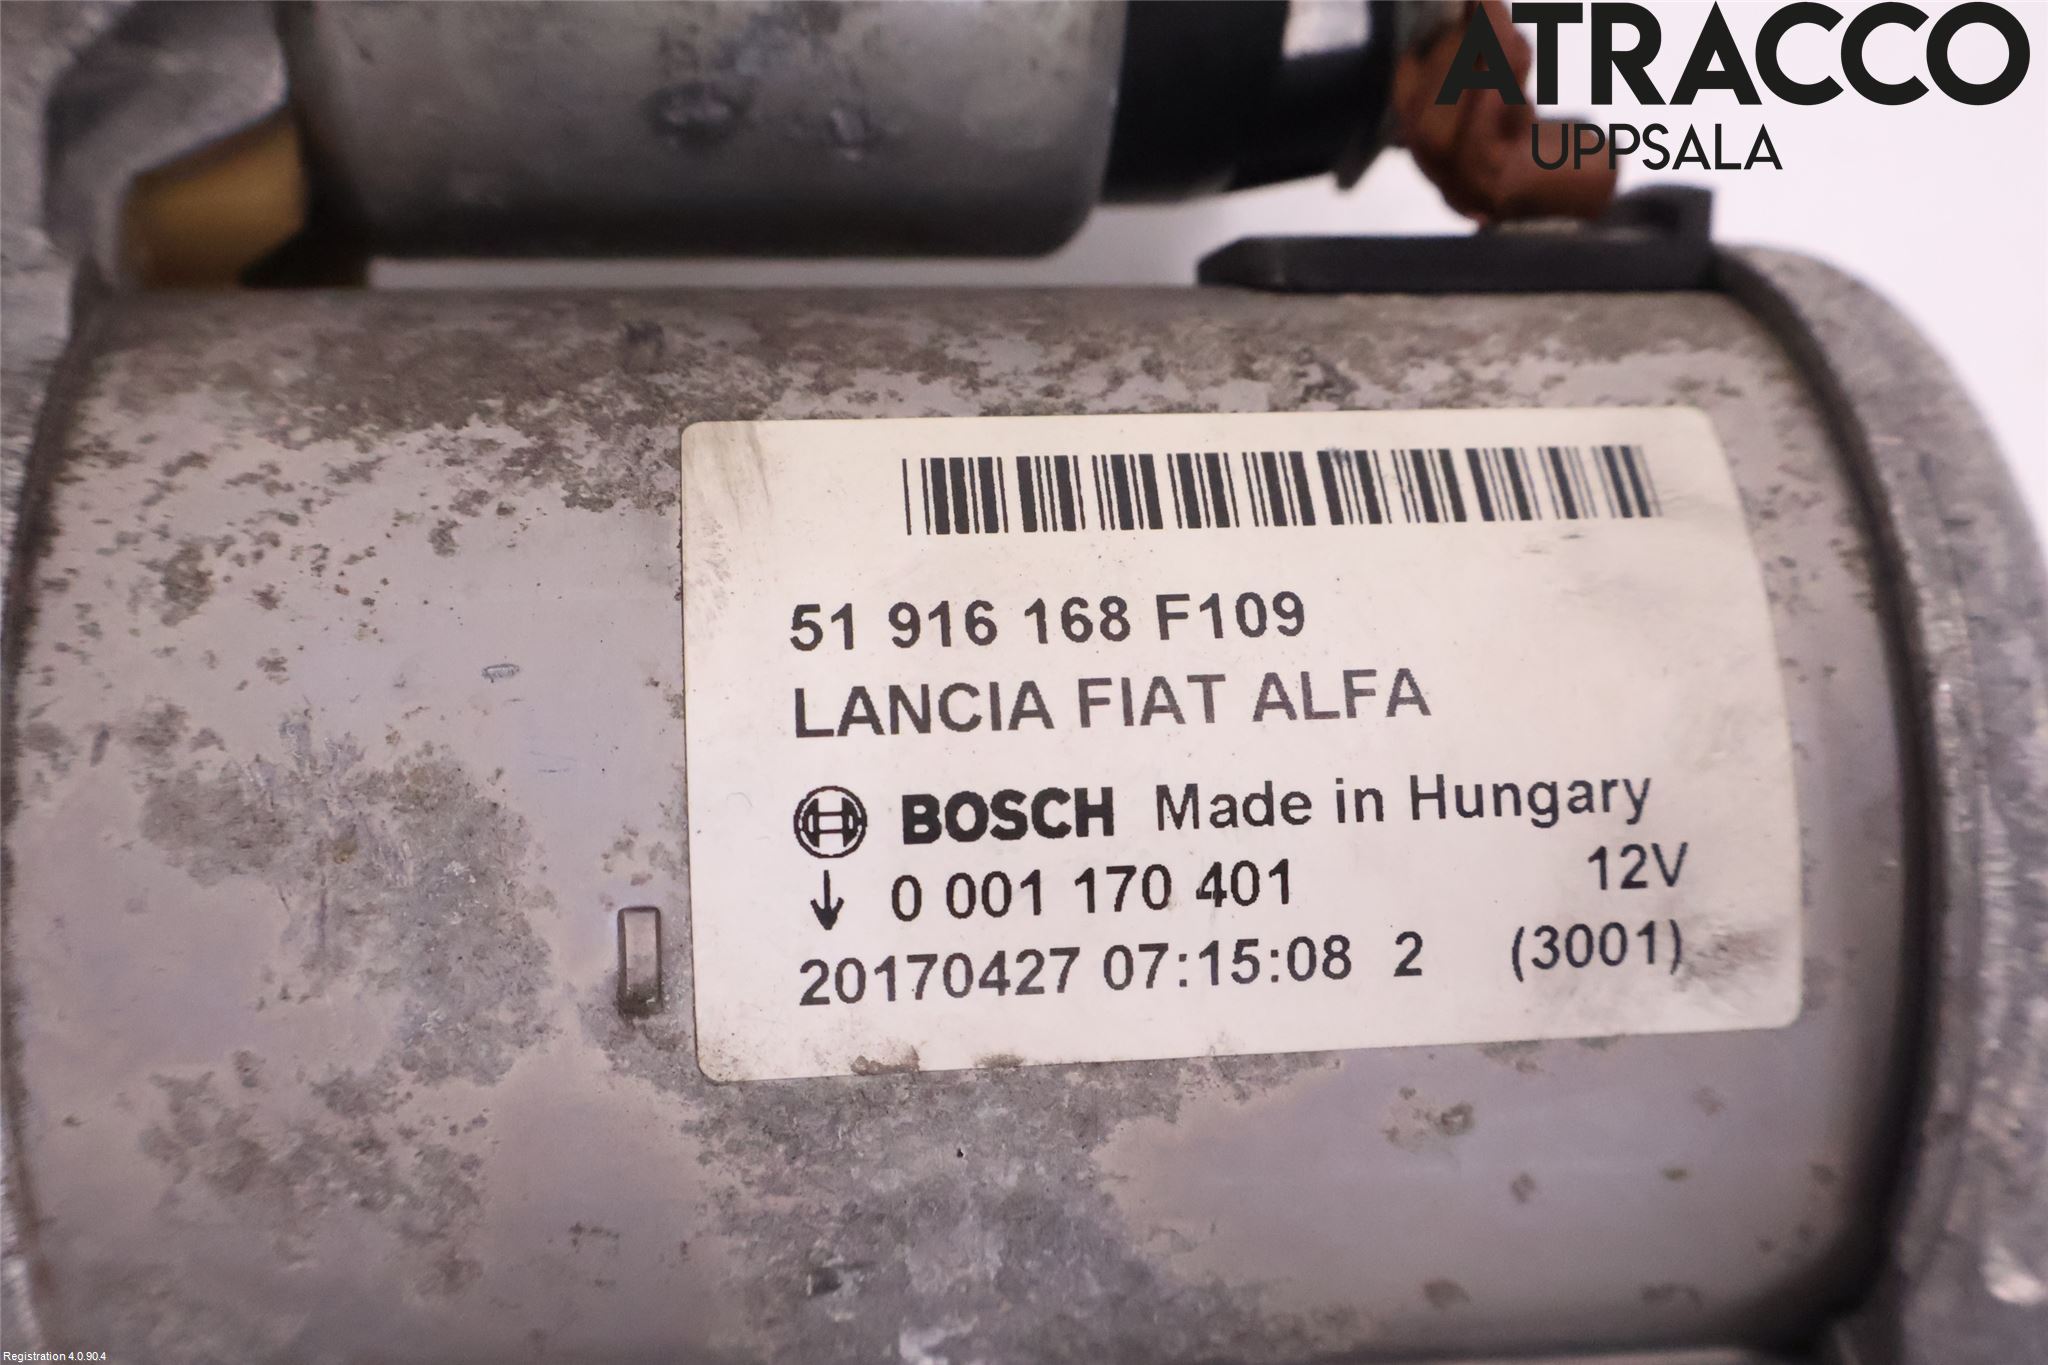 ATRACCO
UPPSALA
51 916 168 F109
LANCIA FIAT ALFA
BOSCH Made in Hungary
↓ 0 001 170 401 12V
20170427 07:15:08 2 (3001)
Registration 4.0.90.4